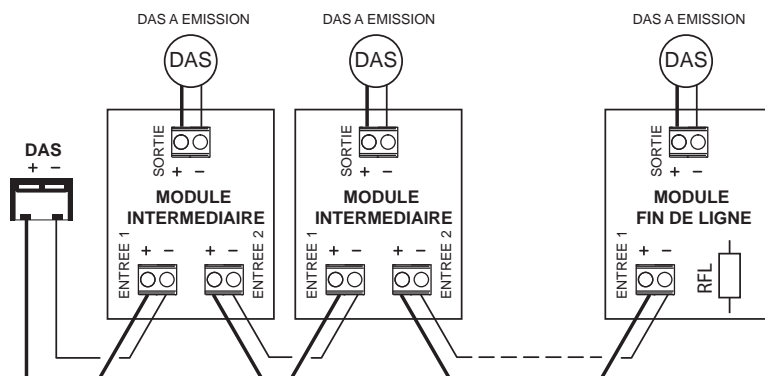 DAS A EMISSION
DAS A EMISSION
DAS A EMISSION
DAS
DAS
DAS
DAS
+ −
SORTIE
+ −
MODULE
INTERMEDIAIRE
ENTREE 1
+ −
+ −
ENTREE 2
SORTIE
+ −
MODULE
INTERMEDIAIRE
ENTREE 1
+ −
+ −
ENTREE 2
SORTIE
+ −
MODULE
FIN DE LIGNE
ENTREE 1
+ −
RFL